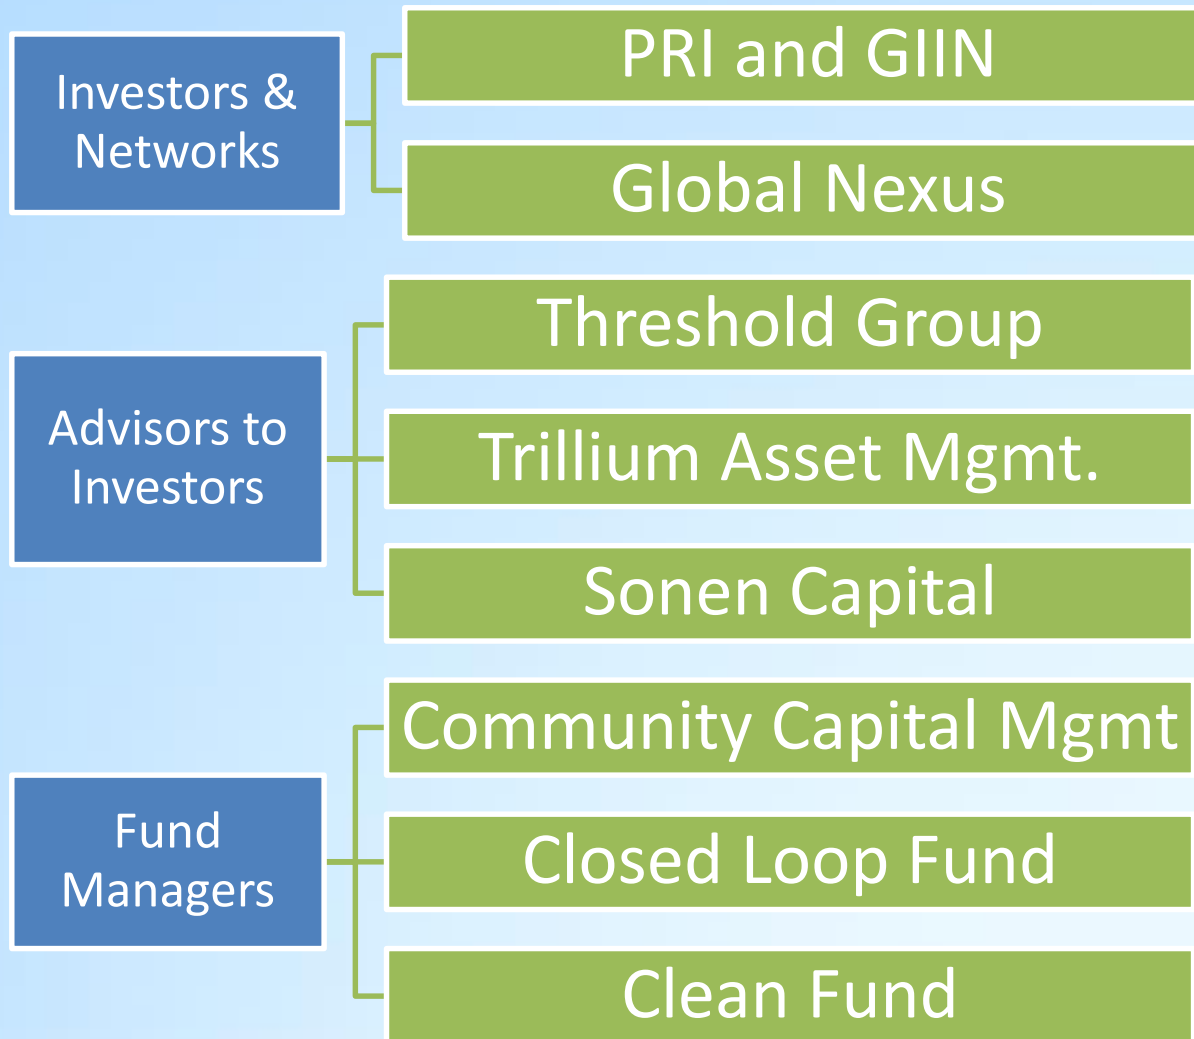 Investors &
Networks
PRI and GIIN
Global Nexus
Advisors to
Investors
Threshold Group
Trillium Asset Mgmt.
Sonen Capital
Fund
Managers
Community Capital Mgmt
Closed Loop Fund
Clean Fund